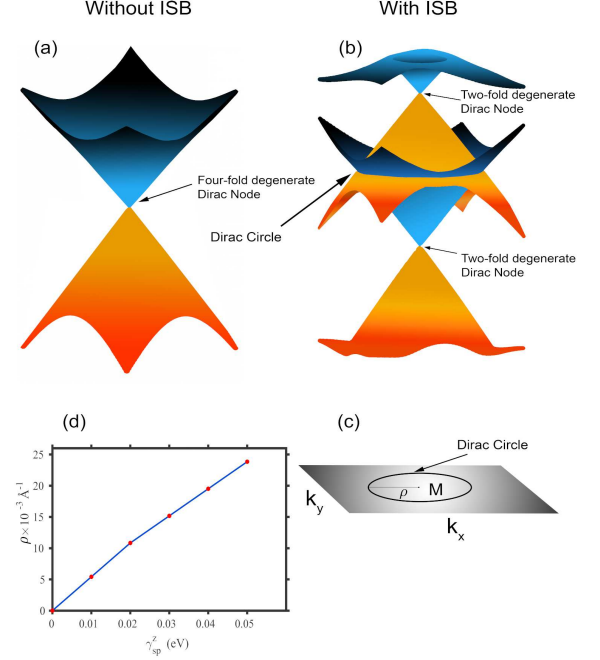 Without ISB
With ISB
(a)
(b)
Four-fold degenerate
Dirac Node
Dirac Circle
Two-fold degenerate
Dirac Node
Two-fold degenerate
Dirac Node
(d)
ρ×10⁻³ Å⁻¹
25
20
15
10
5
0
0 0.01 0.02 0.03 0.04 0.05
γᶻₛₚ (eV)
(c)
Dirac Circle
ρ M
k_y
k_x